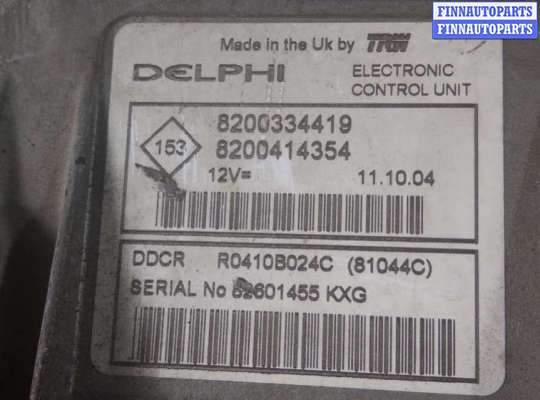 FINNAUTOPARTS
FINNAUTOPARTS
Made in the Uk by TRW
DELPHI
ELECTRONIC
CONTROL UNIT
153
8200334419
8200414354
12V=
11.10.04
DDCR R0410B024C (81044C)
SERIAL No KXG